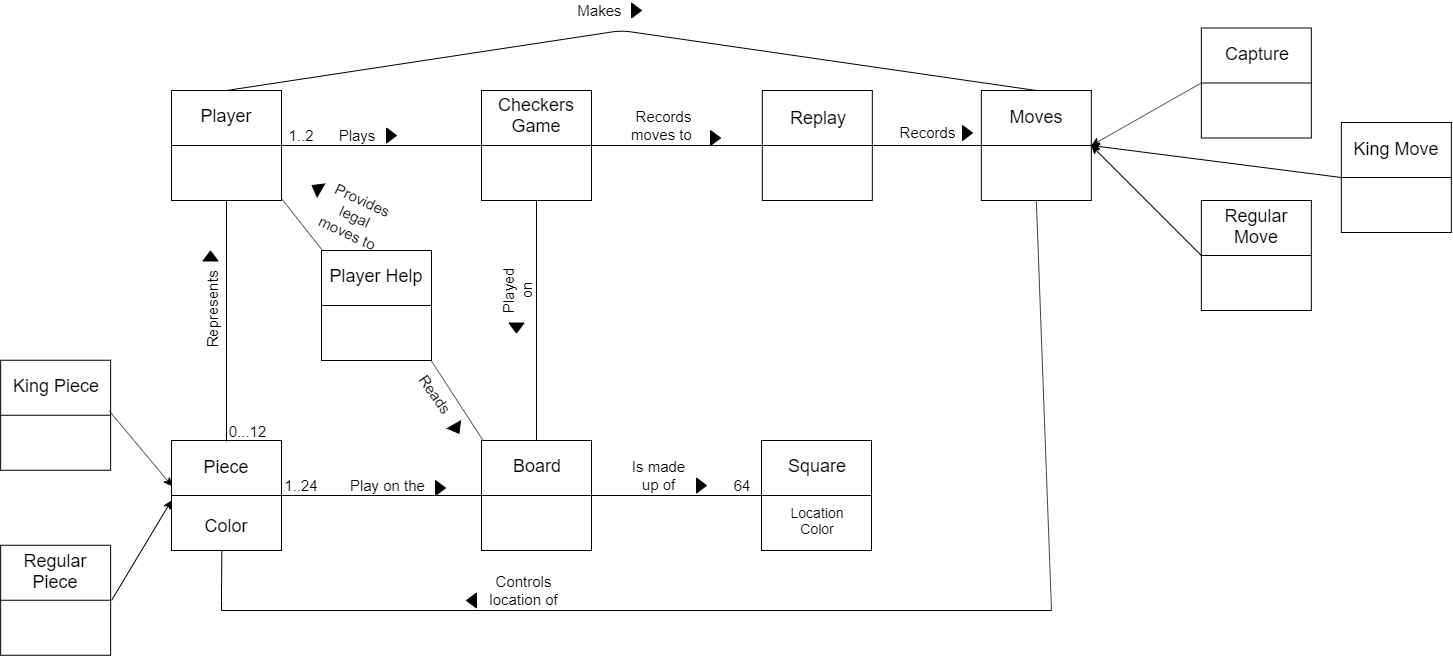 Makes
Capture
Player
Checkers
Game
Records
moves to
Replay
Records
Moves
King Move
1..2
Plays
Provides
legal
moves to
Regular
Move
Represents
Player Help
Played
on
King Piece
Reads
0...12
Piece
1..24
Play on the
Board
Is made
up of
64
Square
Color
Location
Color
Regular
Piece
Controls
location of